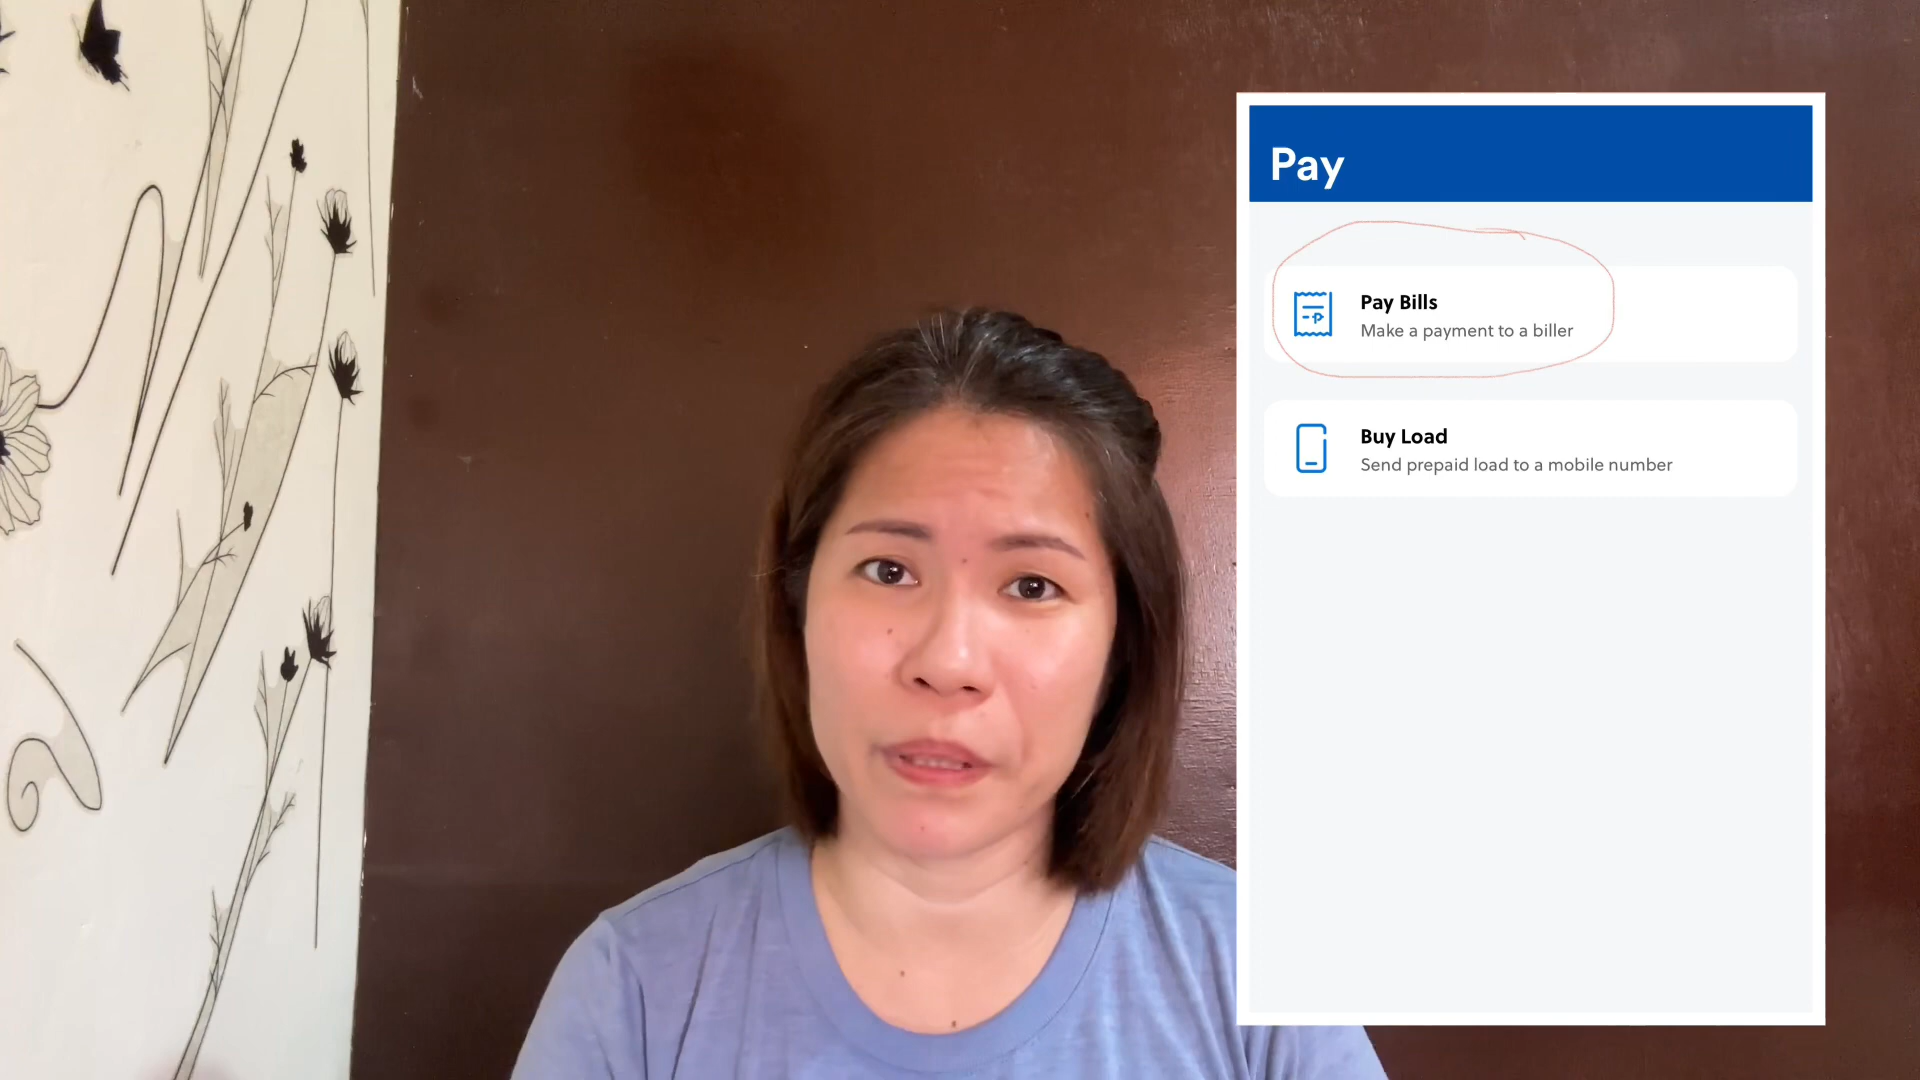 Pay
Pay Bills
Make a payment to a biller
Buy Load
Send prepaid load to a mobile number